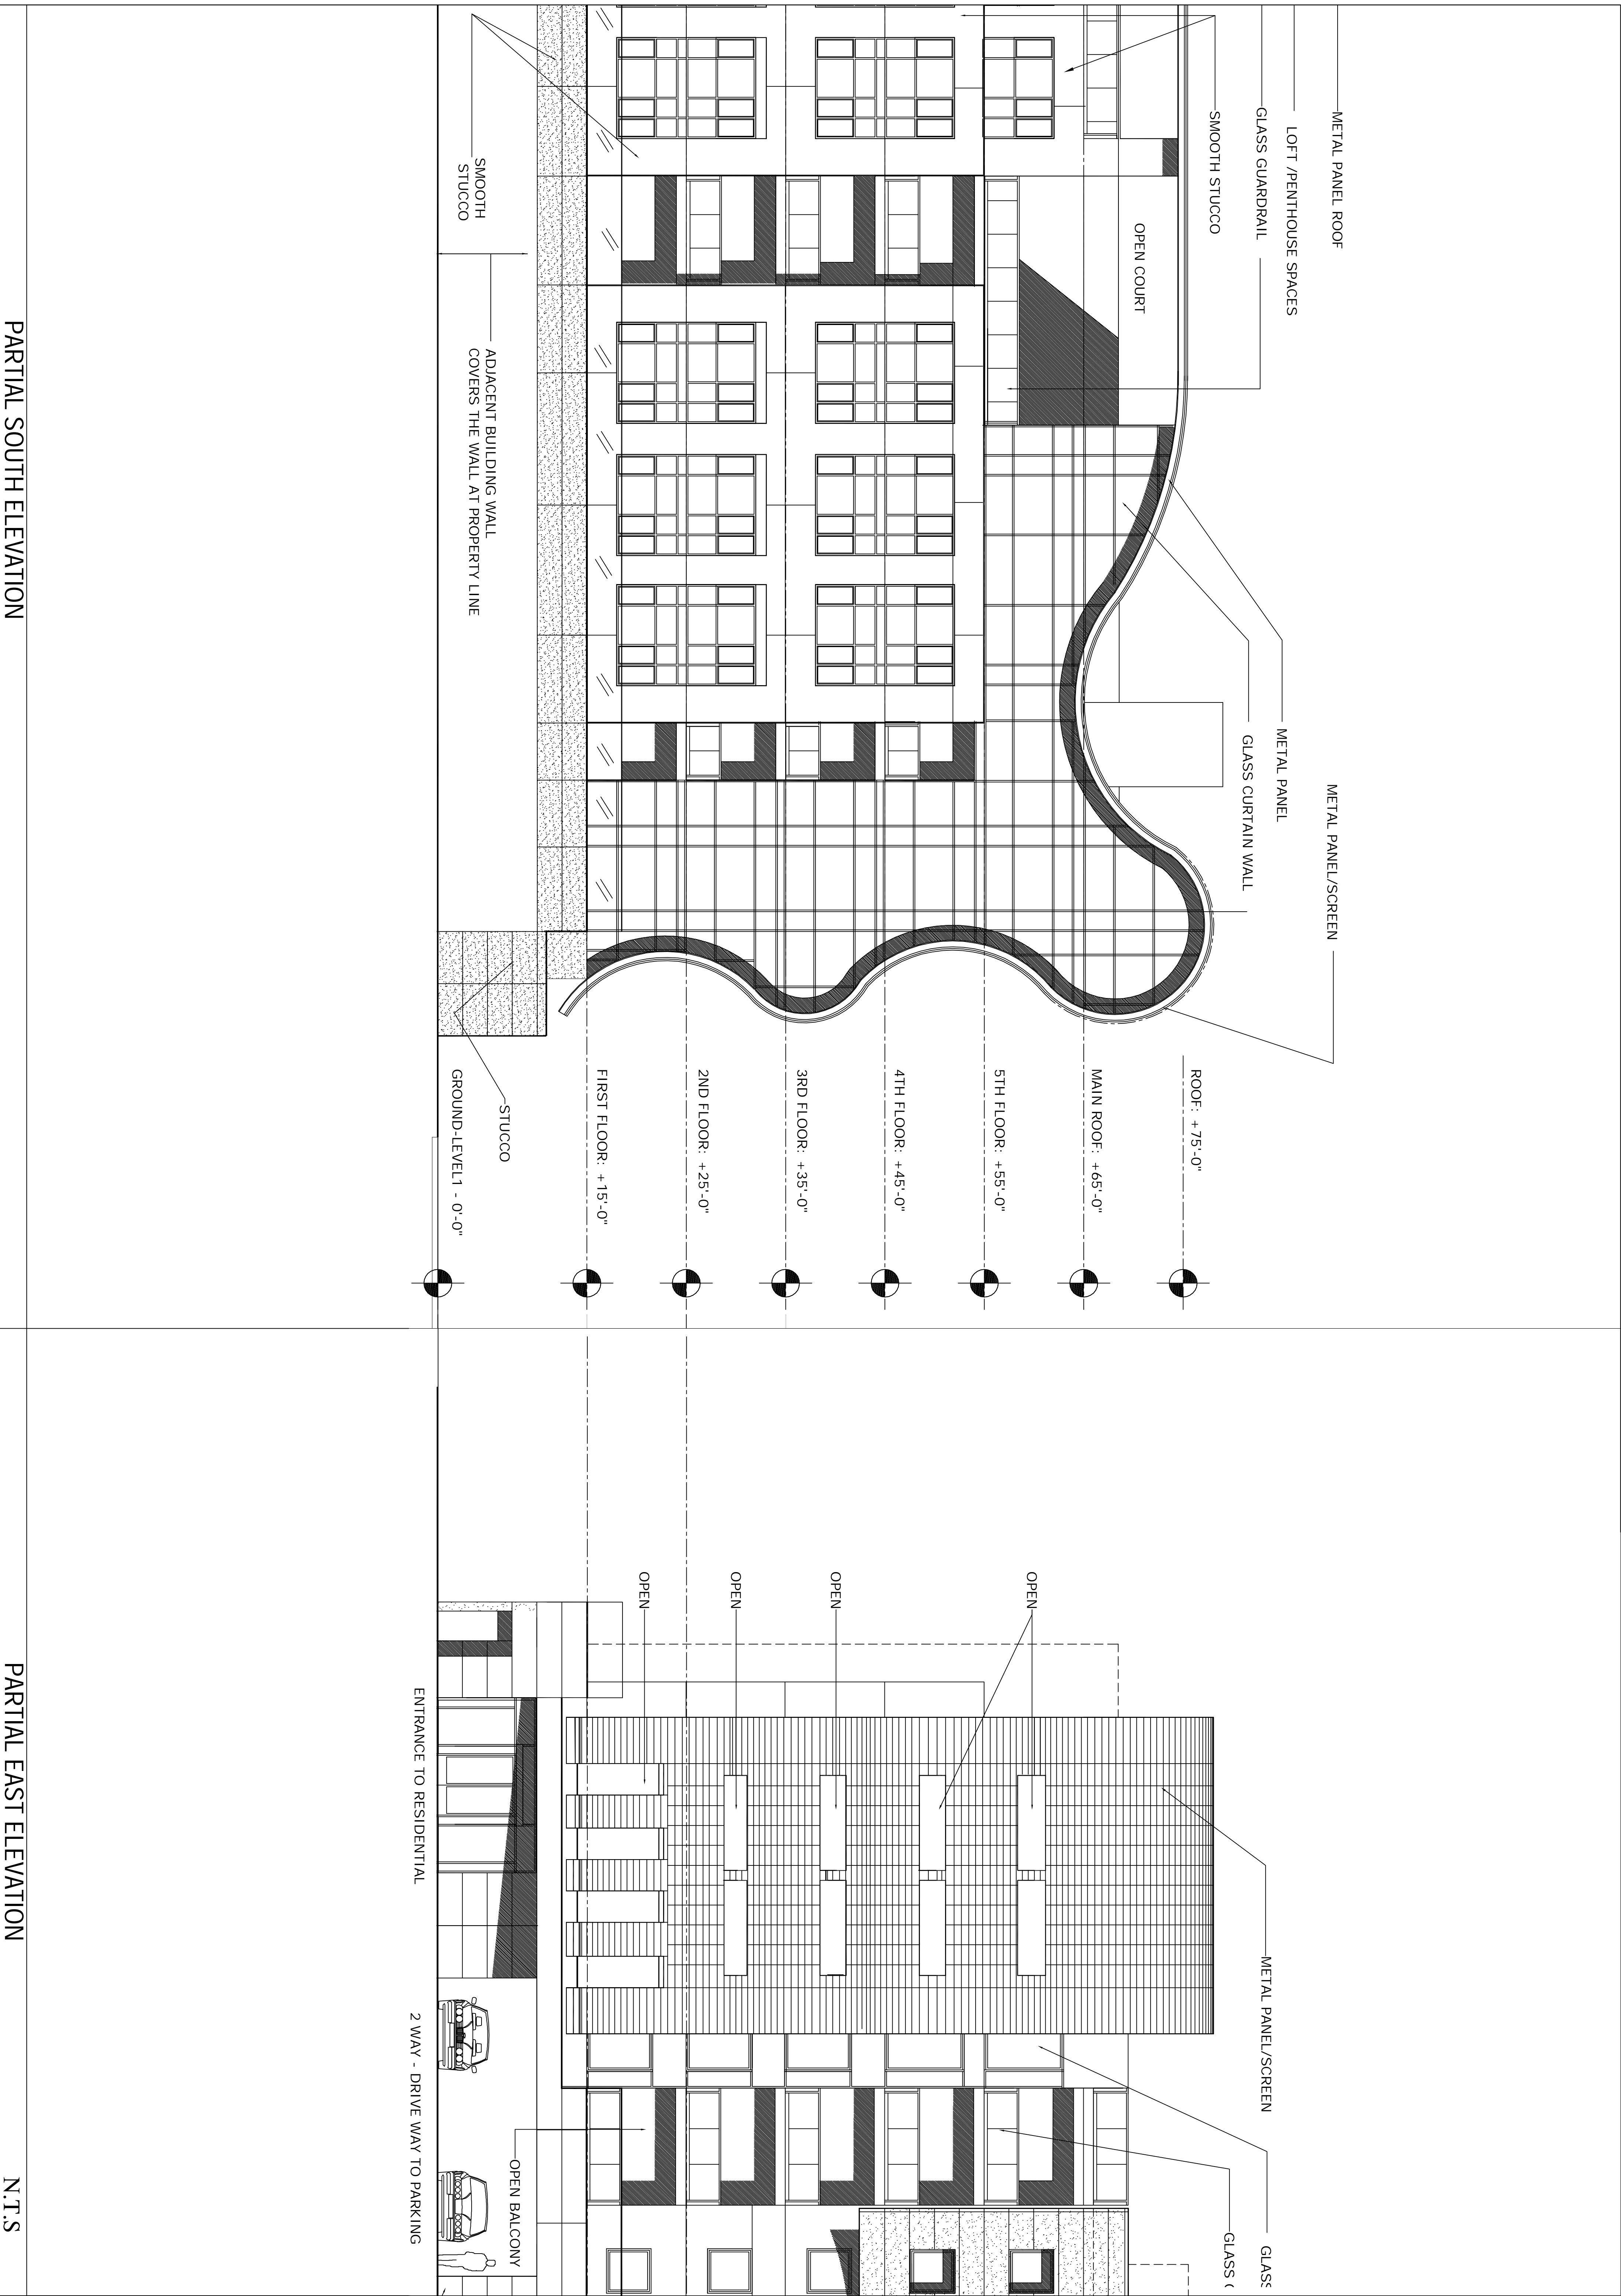 METAL PANEL ROOF
LOFT /PENTHOUSE SPACES
GLASS GUARDRAIL
SMOOTH STUCCO
OPEN COURT
METAL PANEL/SCREEN
METAL PANEL
GLASS CURTAIN WALL
ROOF: +75'-0"
MAIN ROOF: +65'-0"
5TH FLOOR: +55'-0"
4TH FLOOR: +45'-0"
3RD FLOOR: +35'-0"
2ND FLOOR: +25'-0"
FIRST FLOOR: +15'-0"
STUCCO
GROUND-LEVEL1 - 0'-0"
SMOOTH
STUCCO
ADJACENT BUILDING WALL
COVERS THE WALL AT PROPERTY LINE
PARTIAL SOUTH ELEVATION
METAL PANEL/SCREEN
GLASS
GLASS (
OPEN
OPEN
OPEN
OPEN
OPEN BALCONY
ENTRANCE TO RESIDENTIAL
2 WAY - DRIVE WAY TO PARKING
PARTIAL EAST ELEVATION
N.T.S